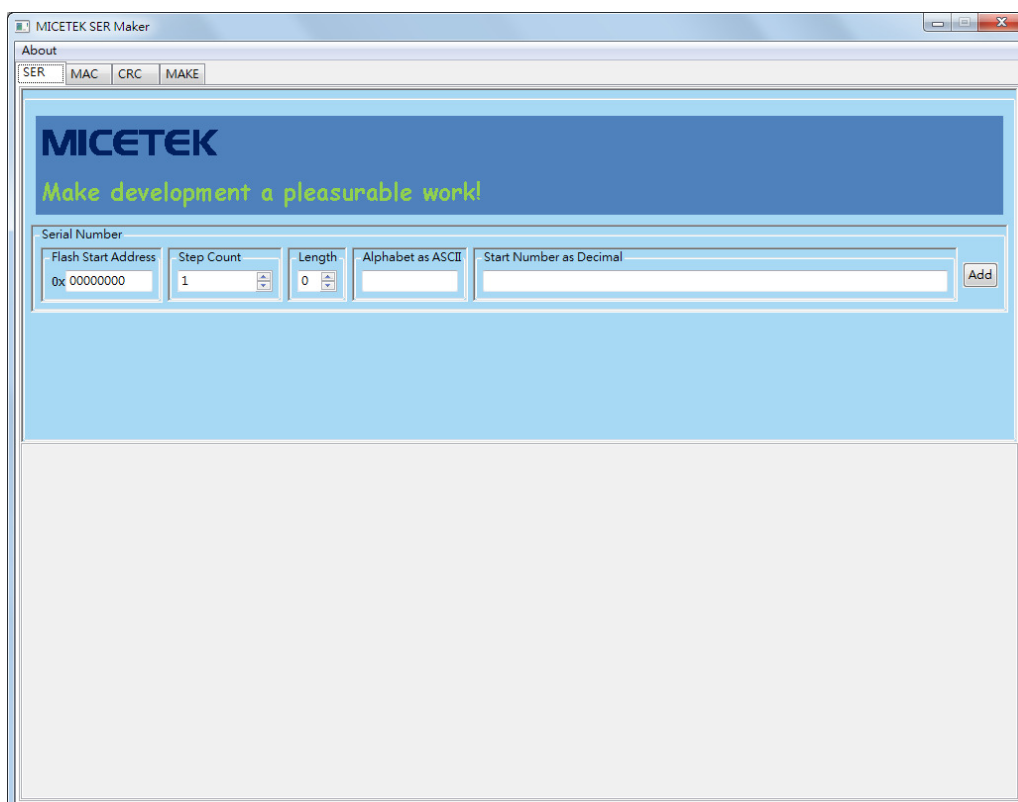 MICETEK SER Maker
About
SER MAC CRC MAKE
MICETEK
Make development a pleasurable work!
Serial Number
Flash Start Address Step Count Length Alphabet as ASCII Start Number as Decimal
0x 00000000 1 0 Add